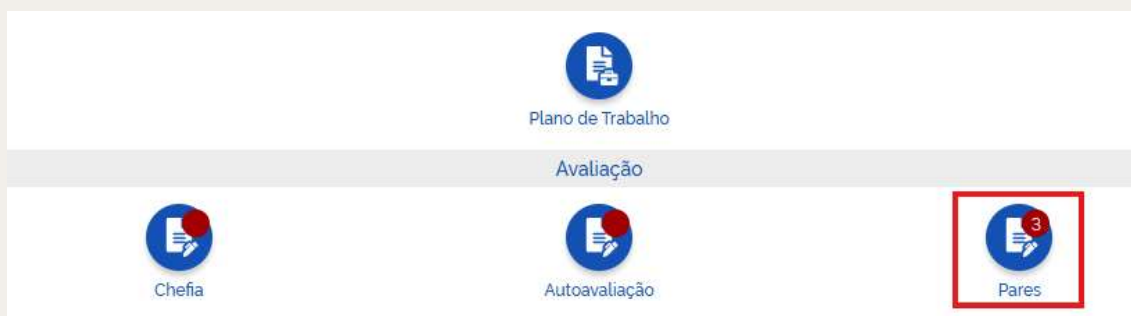 Plano de Trabalho
Avaliação
3
Chefia
Autoavaliação
Pares